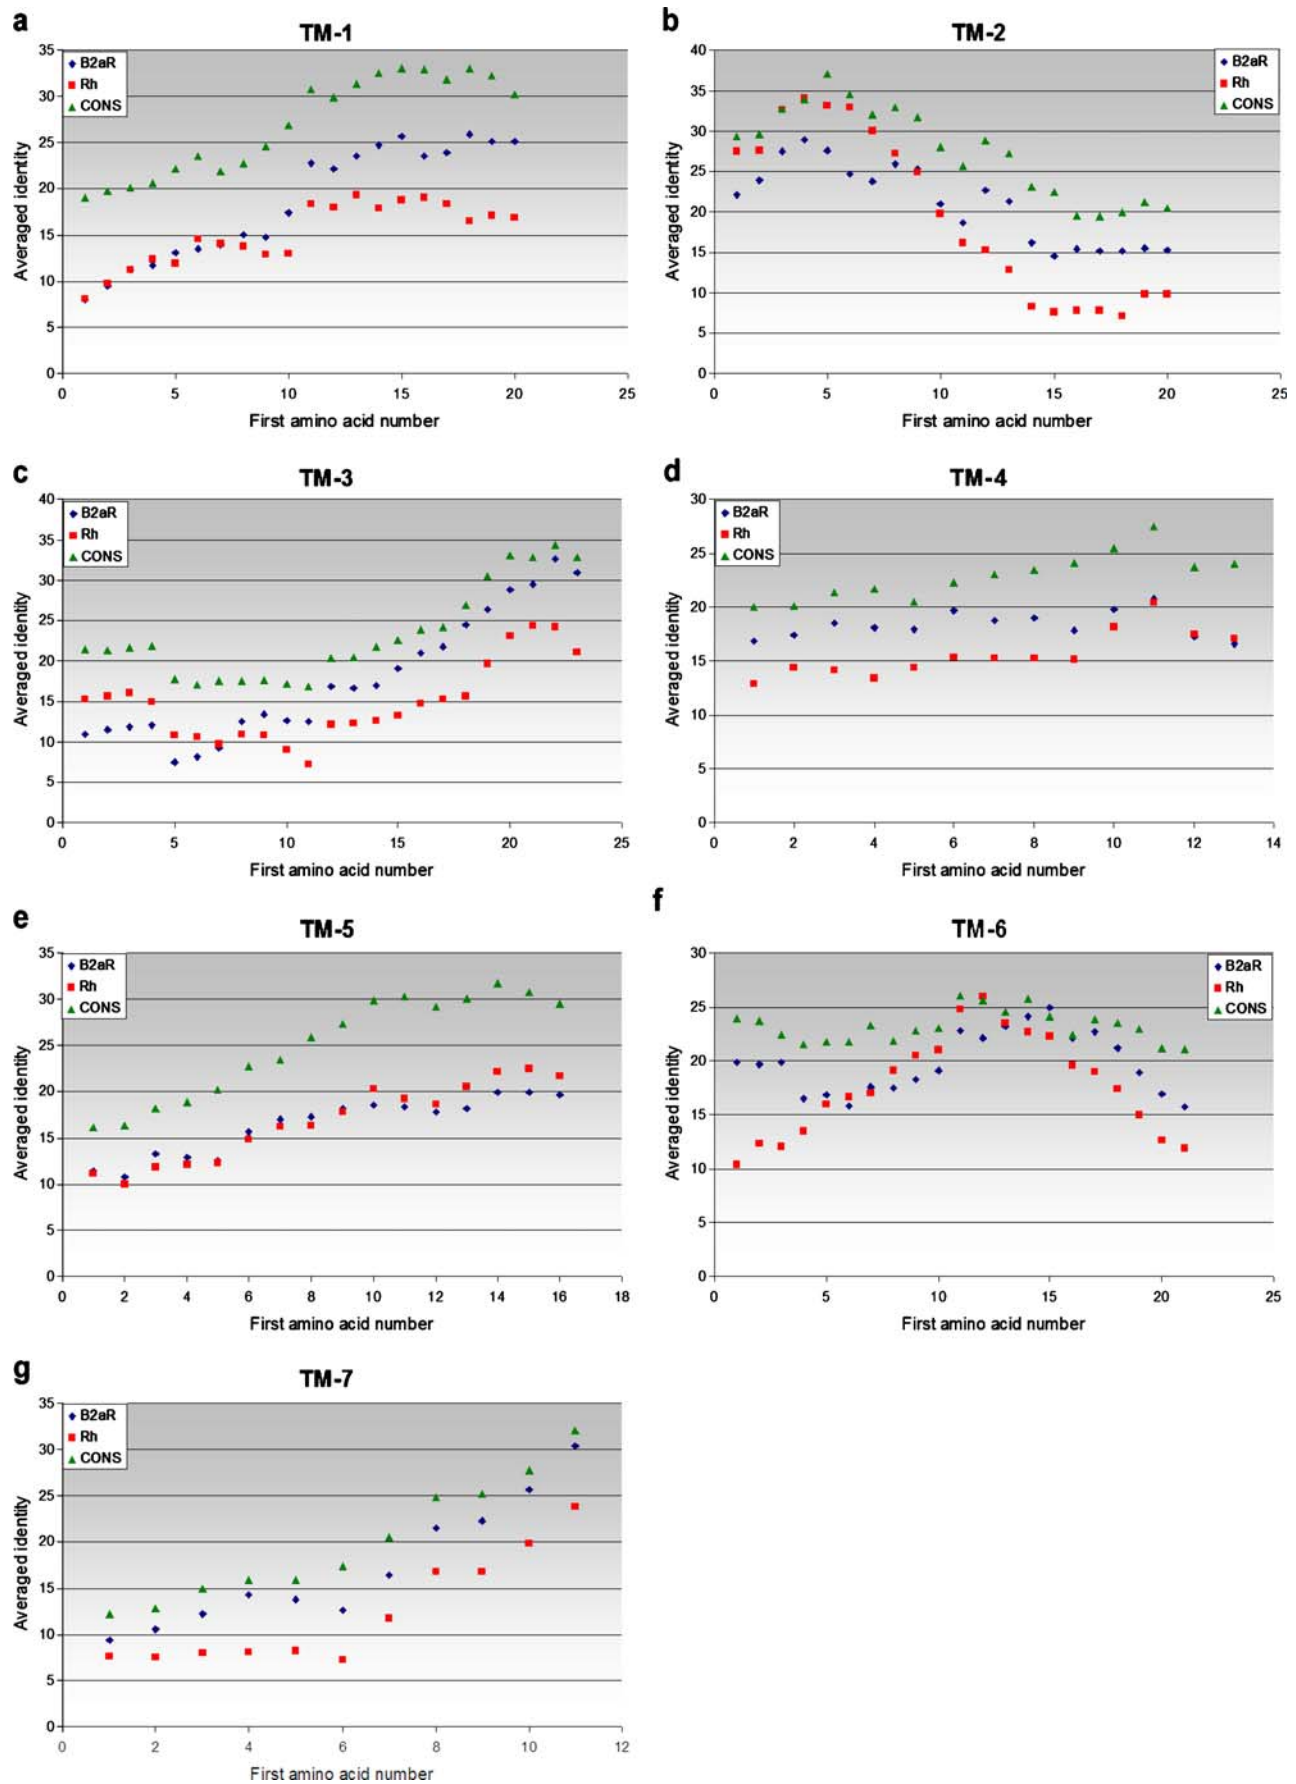 a
TM-1
35
30
25
20
15
10
5
0
0 5 10 15 20 25
Averaged identity
First amino acid number
B2aR
Rh
CONS
b
TM-2
40
35
30
25
20
15
10
5
0
0 5 10 15 20 25
Averaged identity
First amino acid number
B2aR
Rh
CONS
c
TM-3
40
35
30
25
20
15
10
5
0
0 5 10 15 20 25
Averaged identity
First amino acid number
B2aR
Rh
CONS
d
TM-4
30
25
20
15
10
5
0
0 2 4 6 8 10 12 14
Averaged identity
First amino acid number
B2aR
Rh
CONS
e
TM-5
35
30
25
20
15
10
5
0
0 2 4 6 8 10 12 14 16 18
Averaged identity
First amino acid number
B2aR
Rh
CONS
f
TM-6
30
25
20
15
10
5
0
0 5 10 15 20 25
Averaged identity
First amino acid number
B2aR
Rh
CONS
g
TM-7
35
30
25
20
15
10
5
0
0 2 4 6 8 10 12
Averaged identity
First amino acid number
B2aR
Rh
CONS